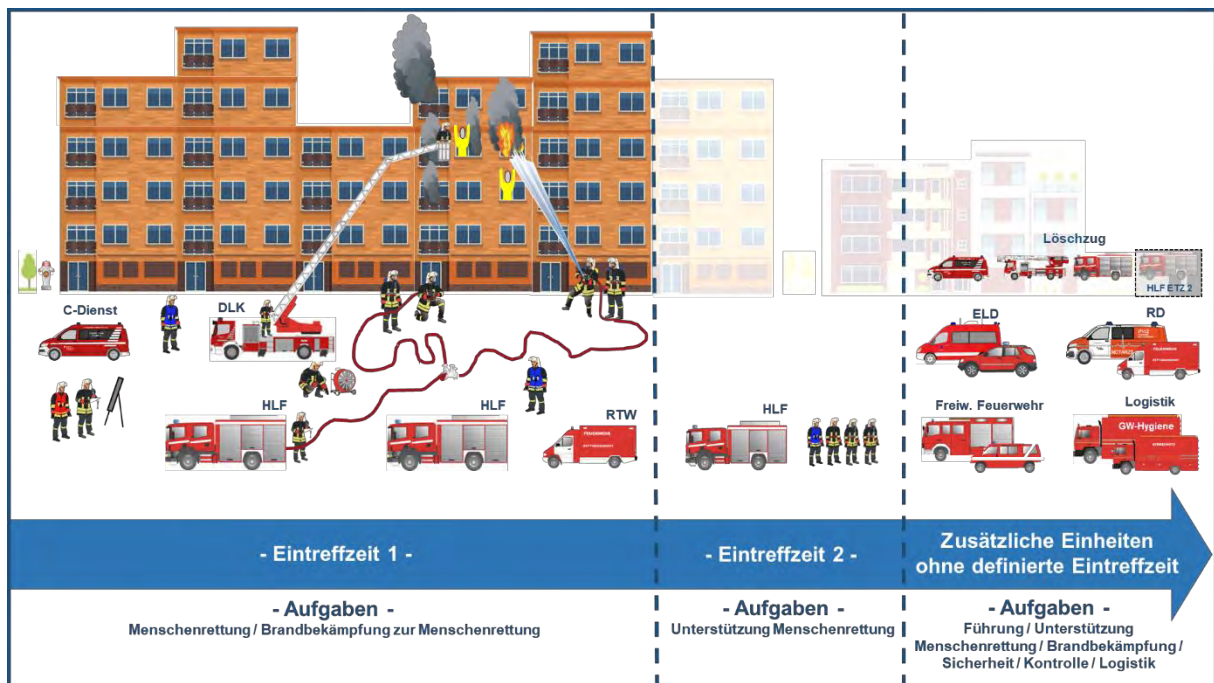 C-Dienst
DLK
HLF
HLF
RTW
HLF
Löschzug
HLF ETZ 2
ELD
RD
Freiw. Feuerwehr
Logistik
GW-Hygiene
- Eintreffzeit 1 -
- Eintreffzeit 2 -
Zusätzliche Einheiten
ohne definierte Eintreffzeit
- Aufgaben -
Menschenrettung / Brandbekämpfung zur Menschenrettung
- Aufgaben -
Unterstützung Menschenrettung
- Aufgaben -
Führung / Unterstützung
Menschenrettung / Brandbekämpfung /
Sicherheit / Kontrolle / Logistik